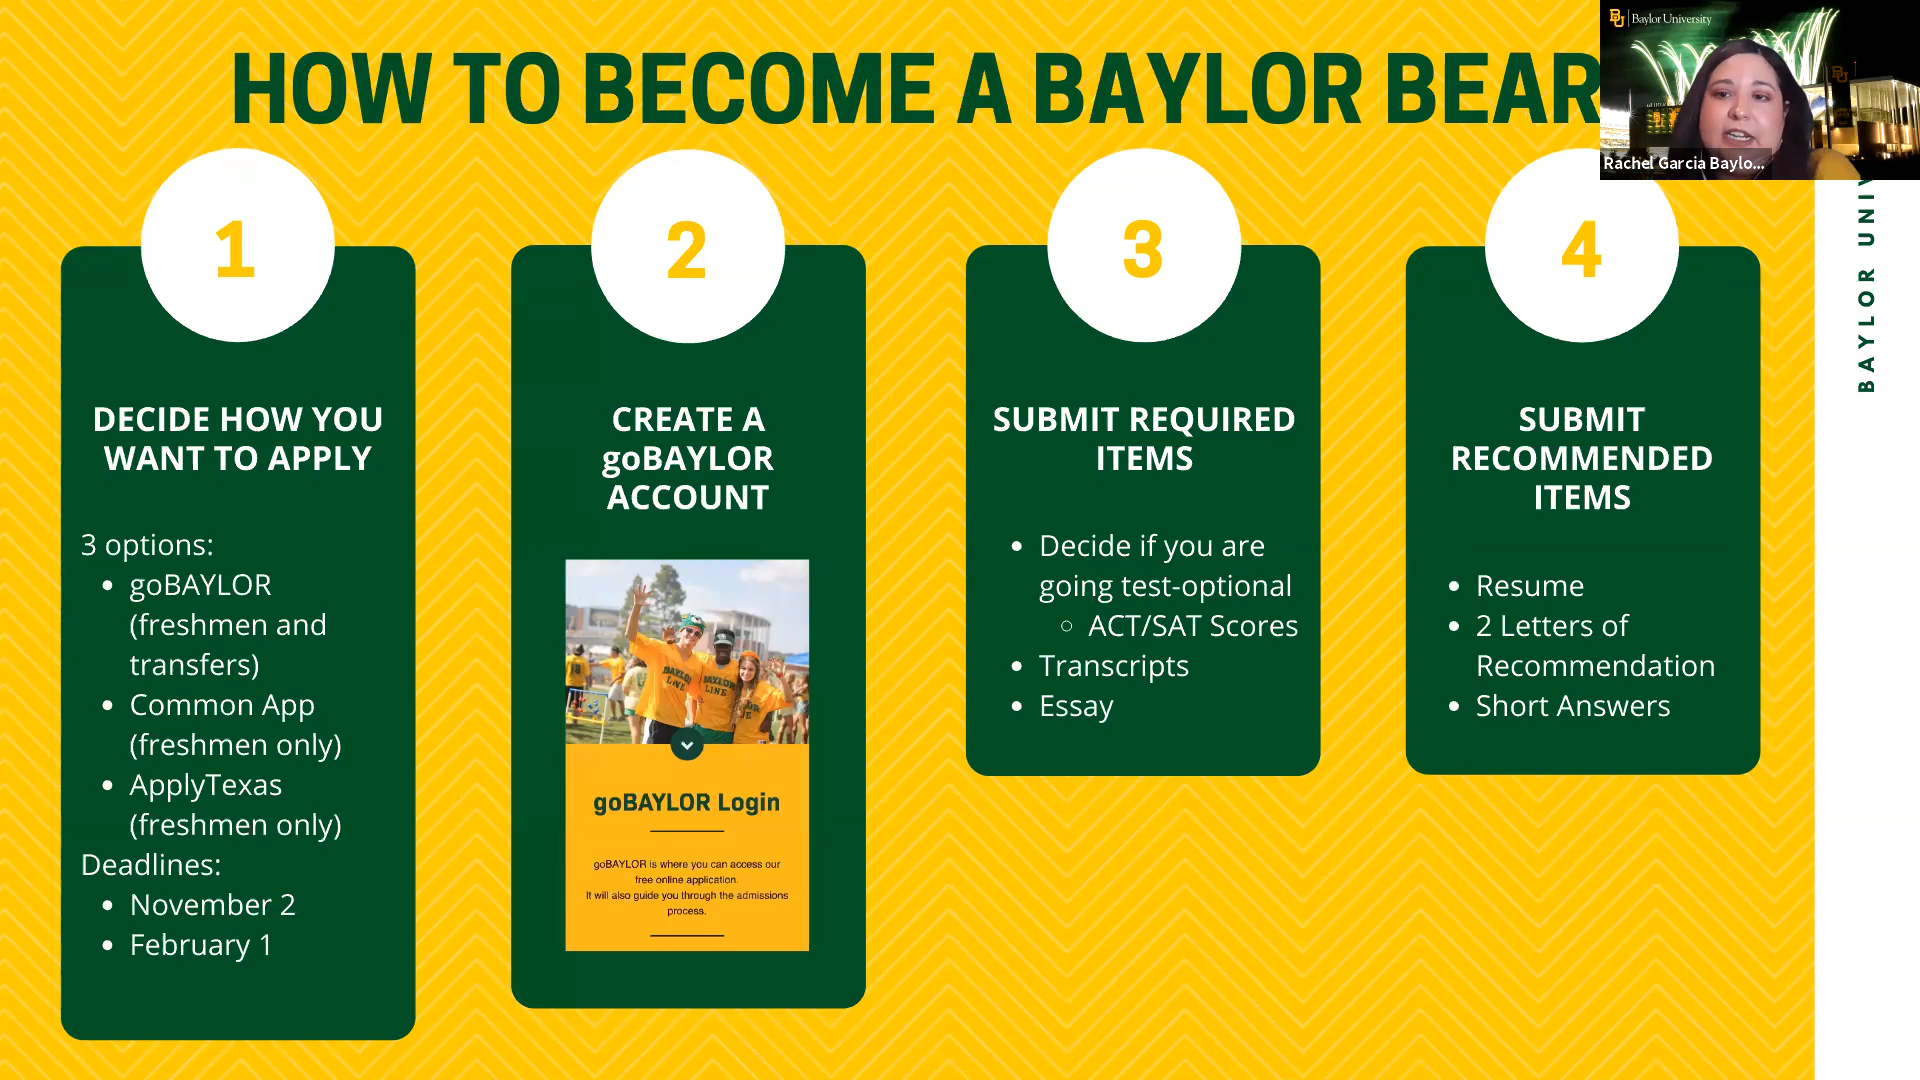 HOW TO BECOME A BAYLOR BEAR
Baylor University
Rachel Garcia Baylo...
1
DECIDE HOW YOU
WANT TO APPLY
3 options:
• goBAYLOR
(freshmen and
transfers)
• Common App
(freshmen only)
• ApplyTexas
(freshmen only)
Deadlines:
• November 2
• February 1
2
CREATE A
goBAYLOR
ACCOUNT
BAYLOR
LINE
BAYLOR
LINE
goBAYLOR Login
goBAYLOR is where you can access our
free online application.
It will also guide you through the admissions
process.
3
SUBMIT REQUIRED
ITEMS
• Decide if you are
going test-optional
○ ACT/SAT Scores
• Transcripts
• Essay
4
SUBMIT
RECOMMENDED
ITEMS
• Resume
• 2 Letters of
Recommendation
• Short Answers
BAYLOR UNIV